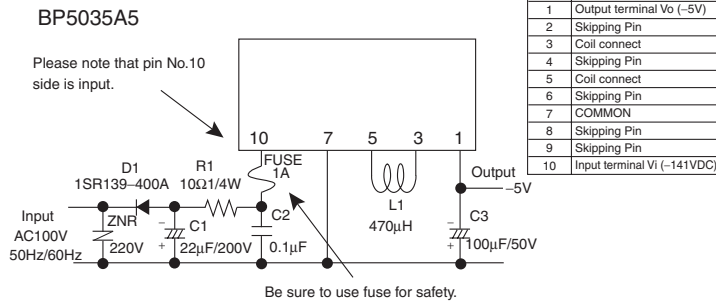 BP5035A5
Please note that pin No.10
side is input.
1 Output terminal Vo (−5V)
2 Skipping Pin
3 Coil connect
4 Skipping Pin
5 Coil connect
6 Skipping Pin
7 COMMON
8 Skipping Pin
9 Skipping Pin
10 Input terminal Vi (−141VDC)
10 7 5 3 1
FUSE
1A
D1
1SR139−400A
R1
10Ω1/4W
L1
470μH
Output
−5V
Input
AC100V
50Hz/60Hz
ZNR
220V
−
+
C1
22μF/200V
C2
0.1μF
−
+
C3
100μF/50V
Be sure to use fuse for safety.